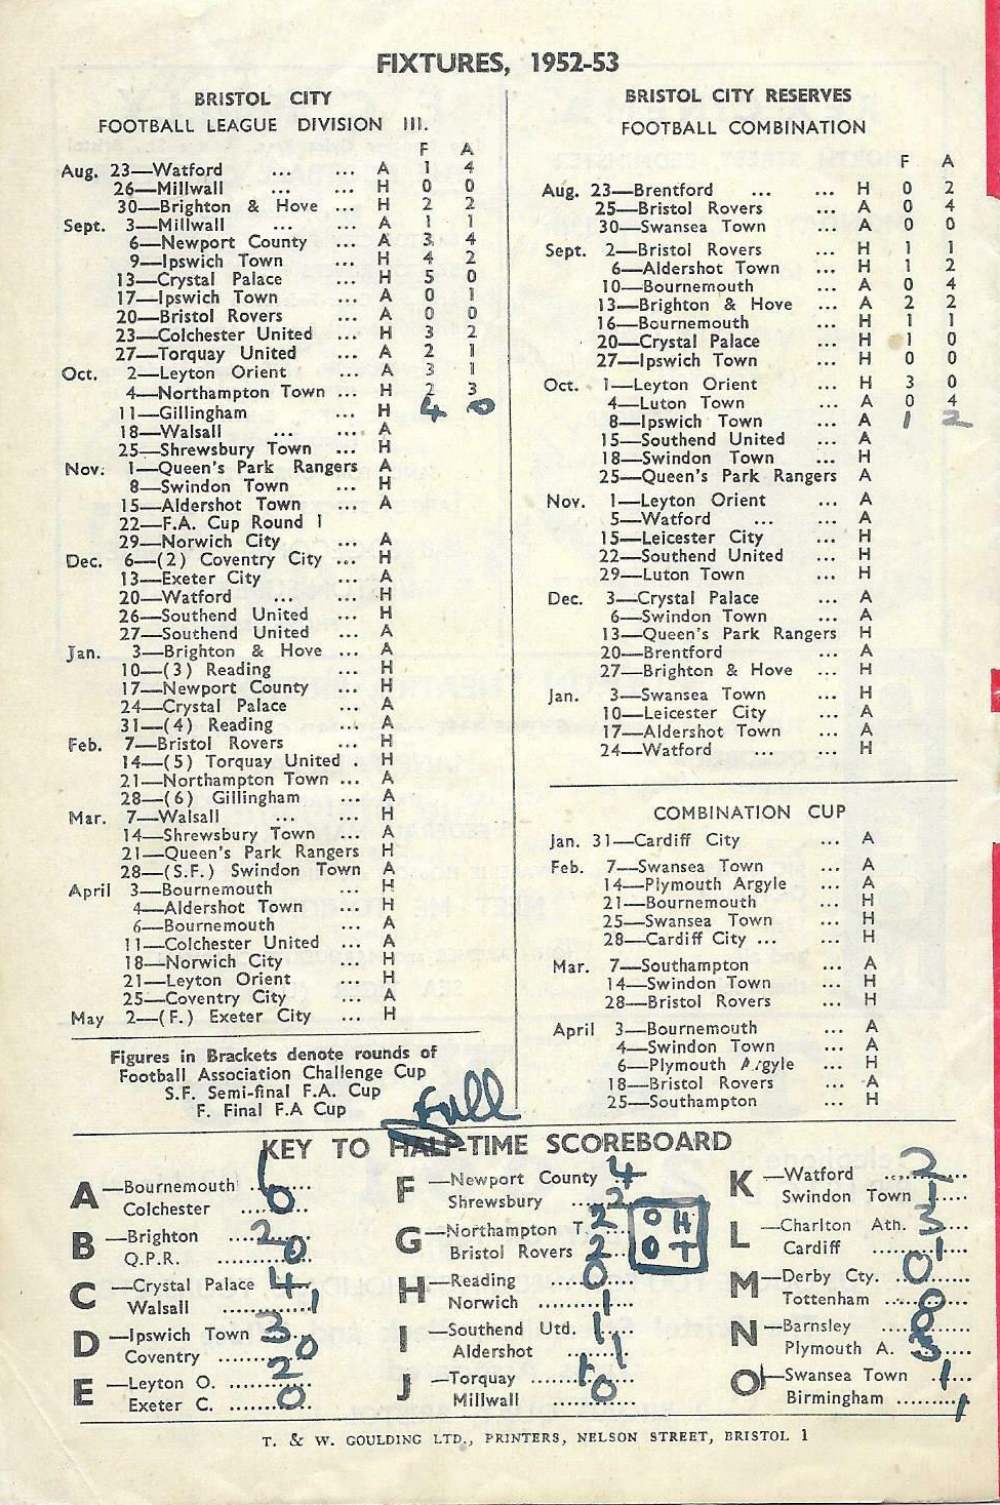 FIXTURES, 1952-53
BRISTOL CITY
FOOTBALL LEAGUE DIVISION III.
F A
Aug. 23—Watford ... ... A 1 4
26—Millwall ... ... H 0 0
30—Brighton & Hove ... H 2 2
Sept. 3—Millwall ... ... A 1 1
6—Newport County ... A 3 4
9—Ipswich Town ... H 4 2
13—Crystal Palace ... H 5 0
17—Ipswich Town ... A 0 1
20—Bristol Rovers ... A 0 0
23—Colchester United ... H 3 2
27—Torquay United ... A 2 1
Oct. 2—Leyton Orient ... A 3 1
4—Northampton Town ... H 2 3
11—Gillingham ... H 4 0
18—Walsall ... ... A
25—Shrewsbury Town ... H
Nov. 1—Queen's Park Rangers A
8—Swindon Town ... H
15—Aldershot Town ... A
22—F.A. Cup Round 1
29—Norwich City ... A
Dec. 6—(2) Coventry City ... H
13—Exeter City ... A
20—Watford ... ... H
26—Southend United ... H
27—Southend United ... A
Jan. 3—Brighton & Hove ... A
10—(3) Reading ... H
17—Newport County ... H
24—Crystal Palace ... A
31—(4) Reading ... A
Feb. 7—Bristol Rovers ... H
14—(5) Torquay United . H
21—Northampton Town ... A
28—(6) Gillingham ... A
Mar. 7—Walsall ... ... H
14—Shrewsbury Town ... A
21—Queen's Park Rangers H
28—(S.F.) Swindon Town A
April 3—Bournemouth ... H
4—Aldershot Town ... H
6—Bournemouth ... A
11—Colchester United ... A
18—Norwich City ... H
21—Leyton Orient ... H
25—Coventry City ... A
May 2—(F.) Exeter City ... H
Figures in Brackets denote rounds of
Football Association Challenge Cup
S.F. Semi-final F.A. Cup
F. Final F.A Cup
BRISTOL CITY RESERVES
FOOTBALL COMBINATION
F A
Aug. 23—Brentford ... ... H 0 2
25—Bristol Rovers ... A 0 4
30—Swansea Town ... A 0 0
Sept. 2—Bristol Rovers ... H 1 1
6—Aldershot Town ... H 1 2
10—Bournemouth ... A 0 4
13—Brighton & Hove ... A 2 2
16—Bournemouth ... H 1 1
20—Crystal Palace ... H 1 0
27—Ipswich Town ... H 0 0
Oct. 1—Leyton Orient ... H 3 0
4—Luton Town ... A 0 4
8—Ipswich Town ... A 1 2
15—Southend United ... A
18—Swindon Town ... H
25—Queen's Park Rangers A
Nov. 1—Leyton Orient ... A
5—Watford ... ... A
15—Leicester City ... H
22—Southend United ... H
29—Luton Town ... H
Dec. 3—Crystal Palace ... A
6—Swindon Town ... A
13—Queen's Park Rangers H
20—Brentford ... A
27—Brighton & Hove ... H
Jan. 3—Swansea Town ... H
10—Leicester City ... A
17—Aldershot Town ... A
24—Watford ... ... H
COMBINATION CUP
Jan. 31—Cardiff City ... A
Feb. 7—Swansea Town ... A
14—Plymouth Argyle ... A
21—Bournemouth ... H
25—Swansea Town ... H
28—Cardiff City ... ... H
Mar. 7—Southampton ... A
14—Swindon Town ... H
28—Bristol Rovers ... H
April 3—Bournemouth ... A
4—Swindon Town ... A
6—Plymouth Argyle ... H
18—Bristol Rovers ... A
25—Southampton ... H
Full
KEY TO HALF-TIME SCOREBOARD
A —Bournemouth ... 6
Colchester ... 0
B —Brighton ... 2
Q.P.R. ... 0
C —Crystal Palace 4
Walsall ... 1
D —Ipswich Town 3
Coventry ... 0
E —Leyton O. ... 2
Exeter C. ... 0
F —Newport County 4
Shrewsbury ... 2
G —Northampton T. 2
Bristol Rovers 2
0 H
0 T
H —Reading ... 0
Norwich ... 1
I —Southend Utd. 1
Aldershot ... 1
J —Torquay ... 1
Millwall ... 0
K —Watford ... 2
Swindon Town 1
L —Charlton Ath. 3
Cardiff ... 1
M —Derby Cty. 0
Tottenham ... 0
N —Barnsley
Plymouth A. 3
O —Swansea Town 1
Birmingham ... 1
T. & W. GOULDING LTD., PRINTERS, NELSON STREET, BRISTOL 1